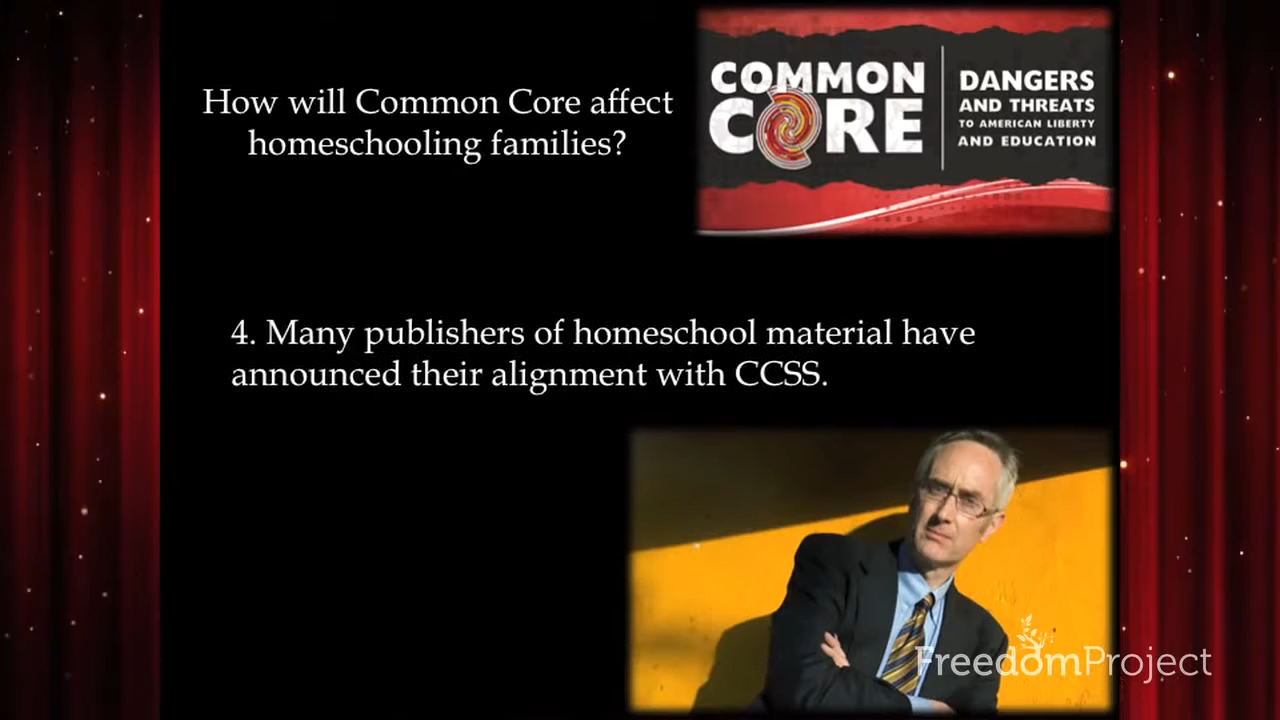 How will Common Core affect
homeschooling families?
COMMON
CORE
DANGERS
AND THREATS
TO AMERICAN LIBERTY
AND EDUCATION
4. Many publishers of homeschool material have
announced their alignment with CCSS.
FreedomProject